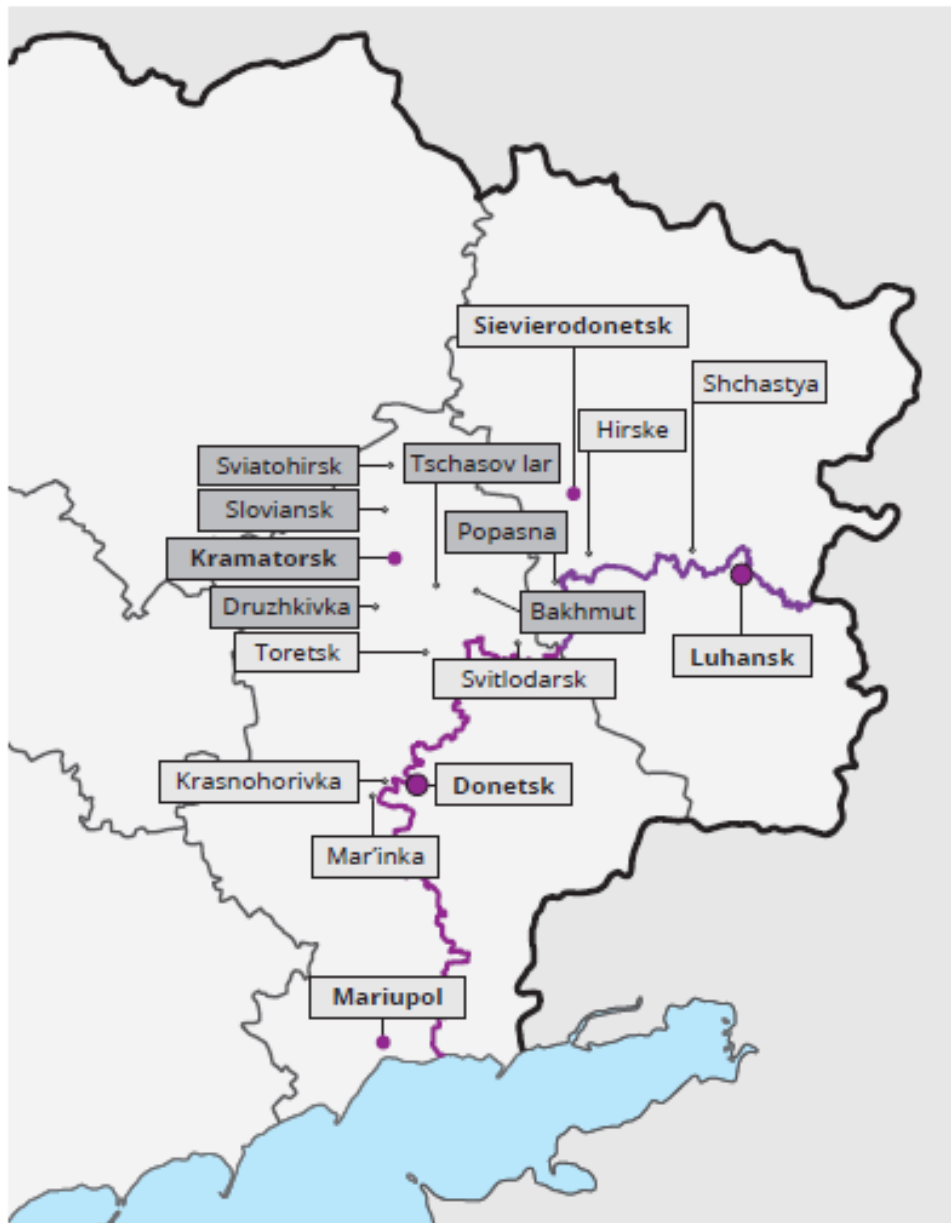 Sievierodonetsk
Shchastya
Hirske
Sviatohirsk
Tschasov Iar
Sloviansk
Popasna
Kramatorsk
Druzhkivka
Bakhmut
Toretsk
Luhansk
Svitlodarsk
Krasnohorivka
Donetsk
Mar'inka
Mariupol